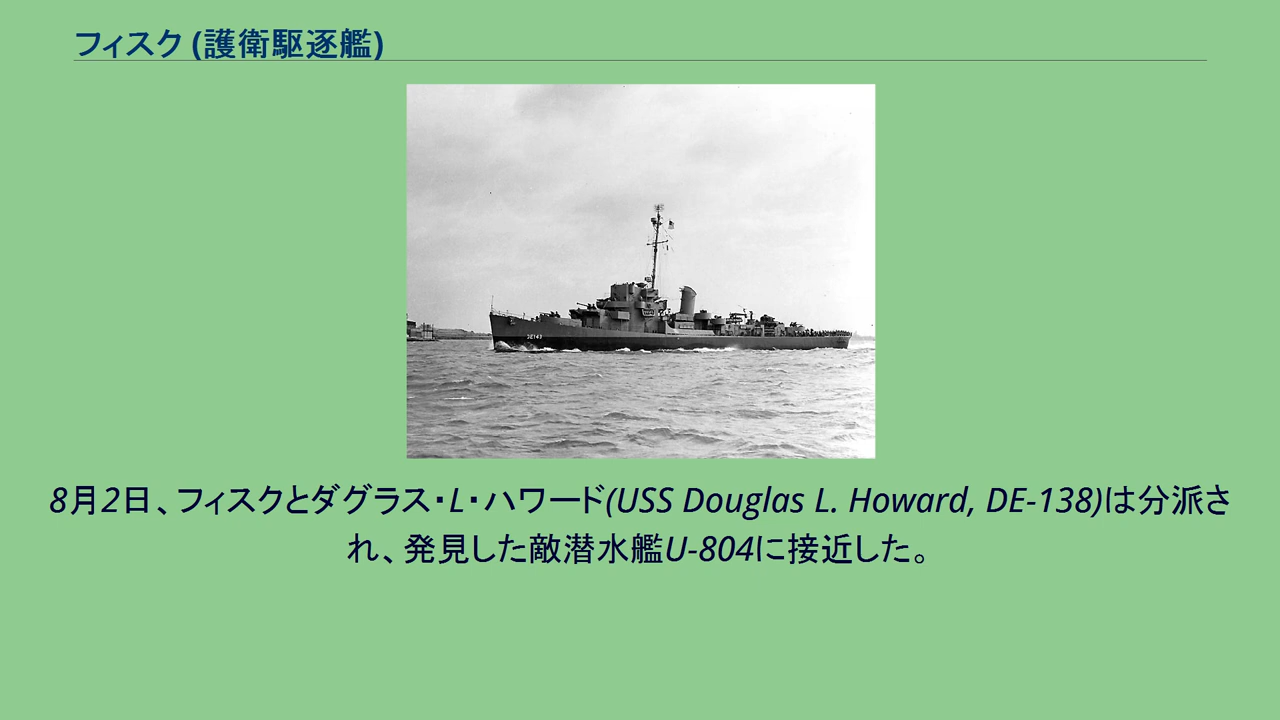 フィスク (護衛駆逐艦)
DE143
8月2日、フィスクとダグラス・L・ハワード(USS Douglas L. Howard, DE-138)は分派さ
れ、発見した敵潜水艦U-804に接近した。